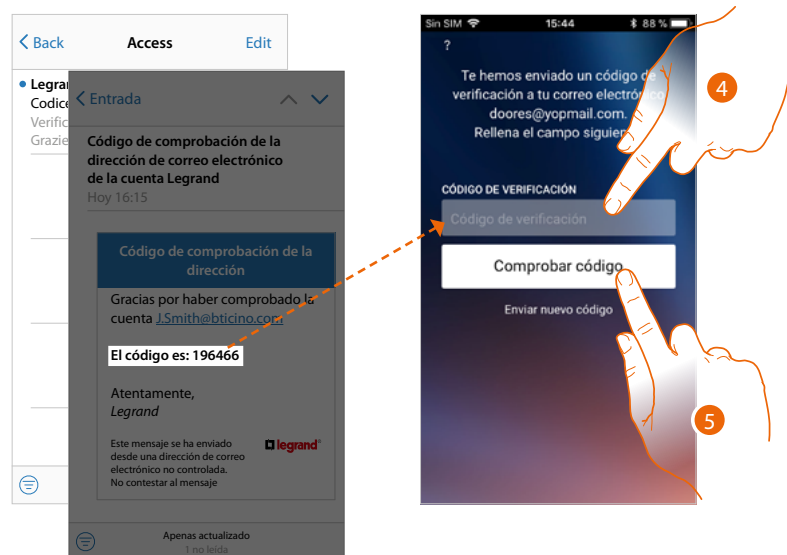 Back
Access
Edit
Legra
Codice
Verific
Grazie
Entrada
Código de comprobación de la
dirección de correo electrónico
de la cuenta Legrand
Hoy 16:15
Código de comprobación de la
dirección
Gracias por haber comprobado la
cuenta J.Smith@bticino.com
El código es: 196466
Atentamente,
Legrand
Este mensaje se ha enviado
desde una dirección de correo
electrónico no controlada.
No contestar al mensaje
legrand®
Apenas actualizado
1 no leída
Sin SIM
15:44
88 %
?
Te hemos enviado un código de
verificación a tu correo electrónico
doores@yopmail.com.
Rellena el campo siguien
CÓDIGO DE VERIFICACIÓN
Código de verificación
Comprobar código
Enviar nuevo código
4
5